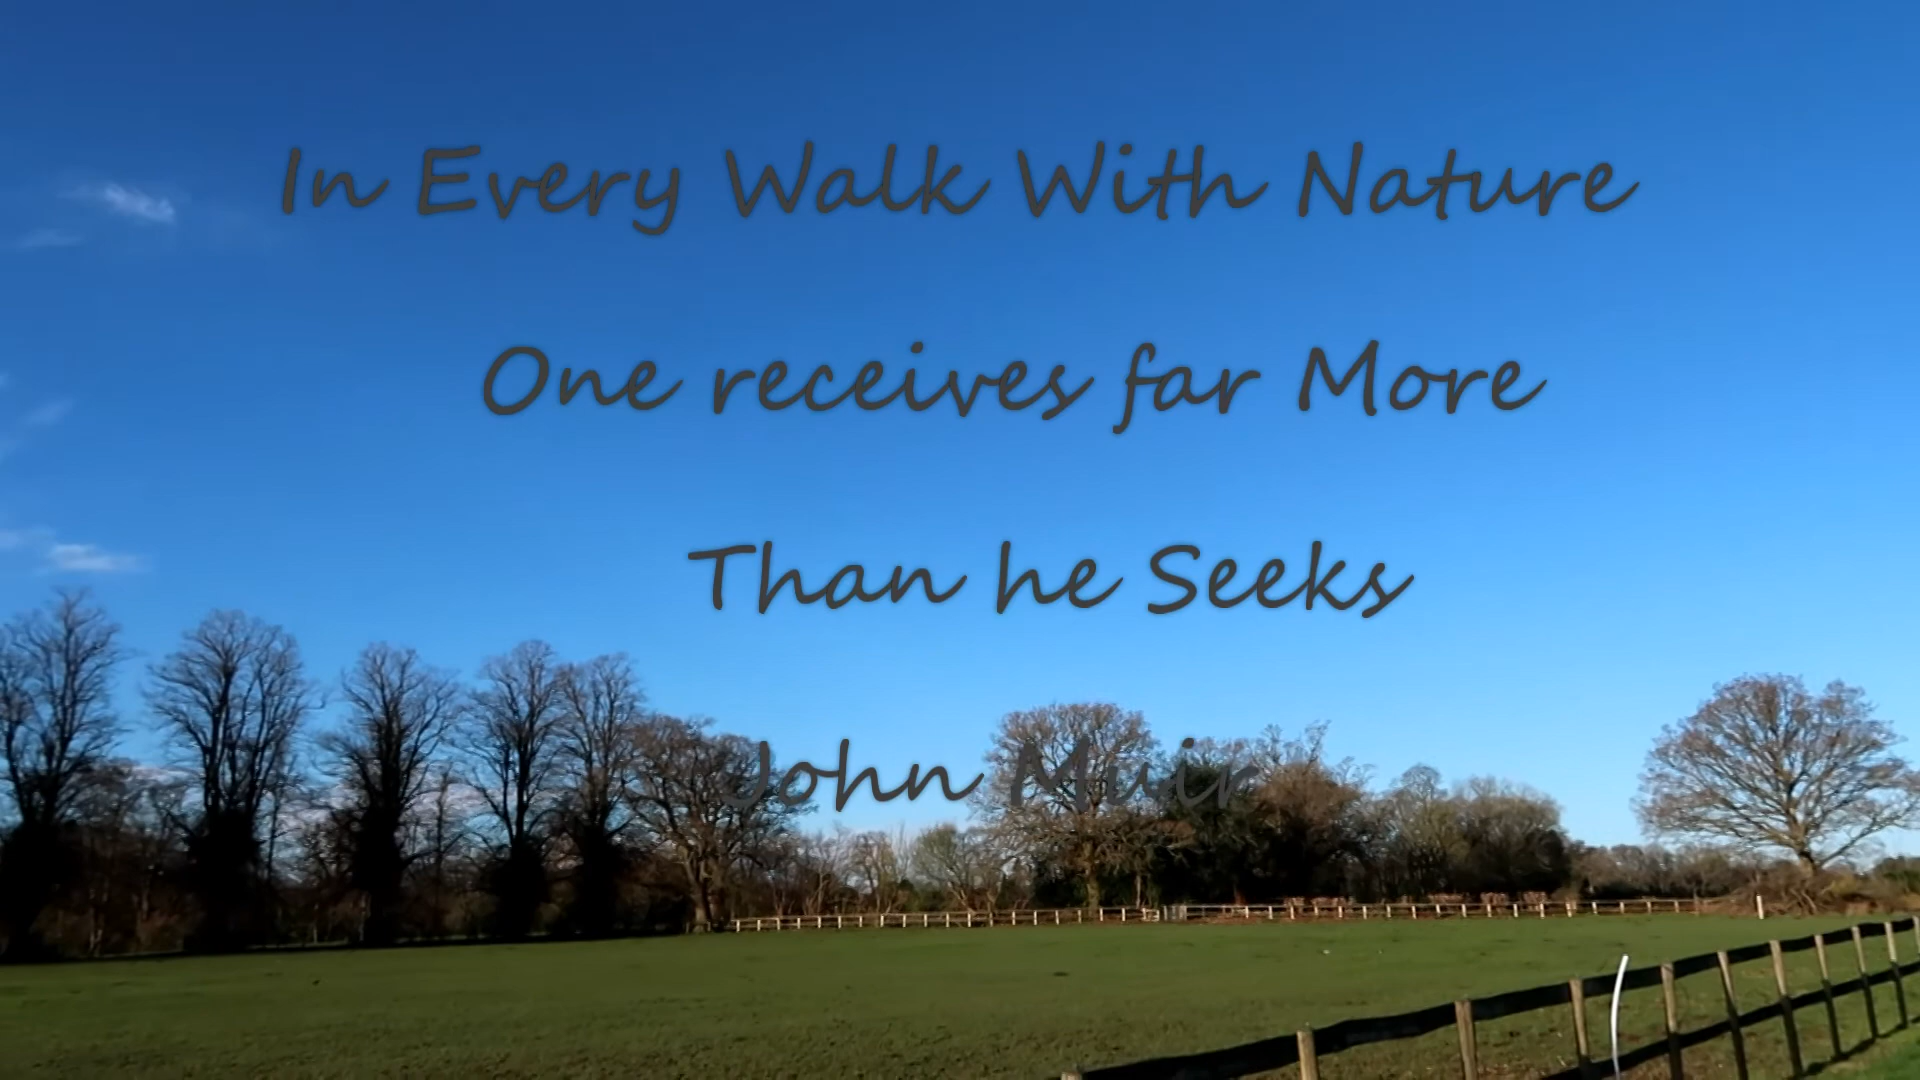 In Every Walk With Nature
One receives far More
Than he Seeks
John Muir